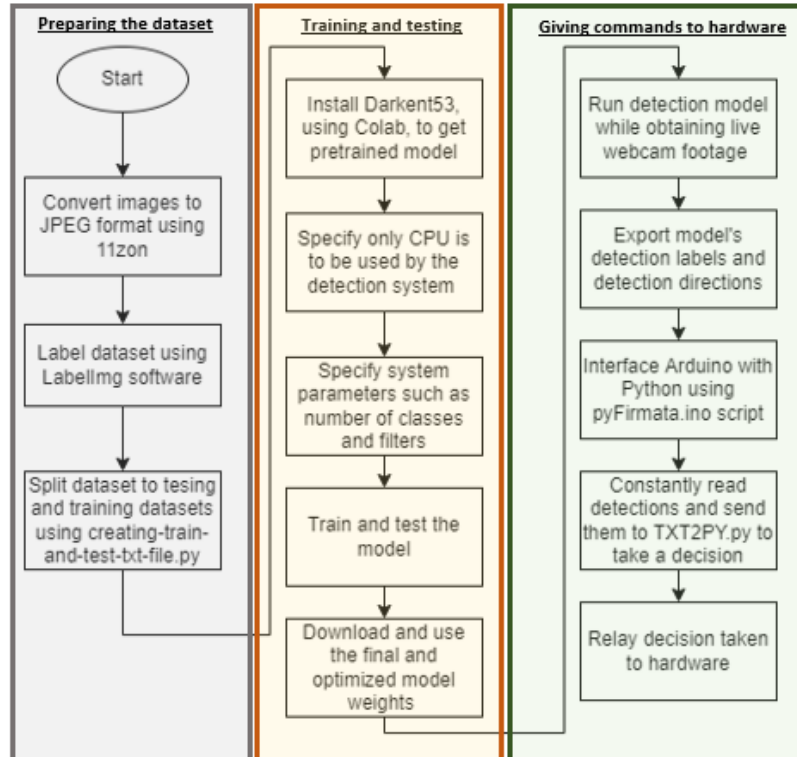 Preparing the dataset
Start
Convert images to
JPEG format using
11zon
Label dataset using
LabelImg software
Split dataset to tesing
and training datasets
using creating-train-
and-test-txt-file.py
Training and testing
Install Darkent53,
using Colab, to get
pretrained model
Specify only CPU is
to be used by the
detection system
Specify system
parameters such as
number of classes
and filters
Train and test the
model
Download and use
the final and
optimized model
weights
Giving commands to hardware
Run detection model
while obtaining live
webcam footage
Export model's
detection labels and
detection directions
Interface Arduino with
Python using
pyFirmata.ino script
Constantly read
detections and send
them to TXT2PY.py to
take a decision
Relay decision taken
to hardware